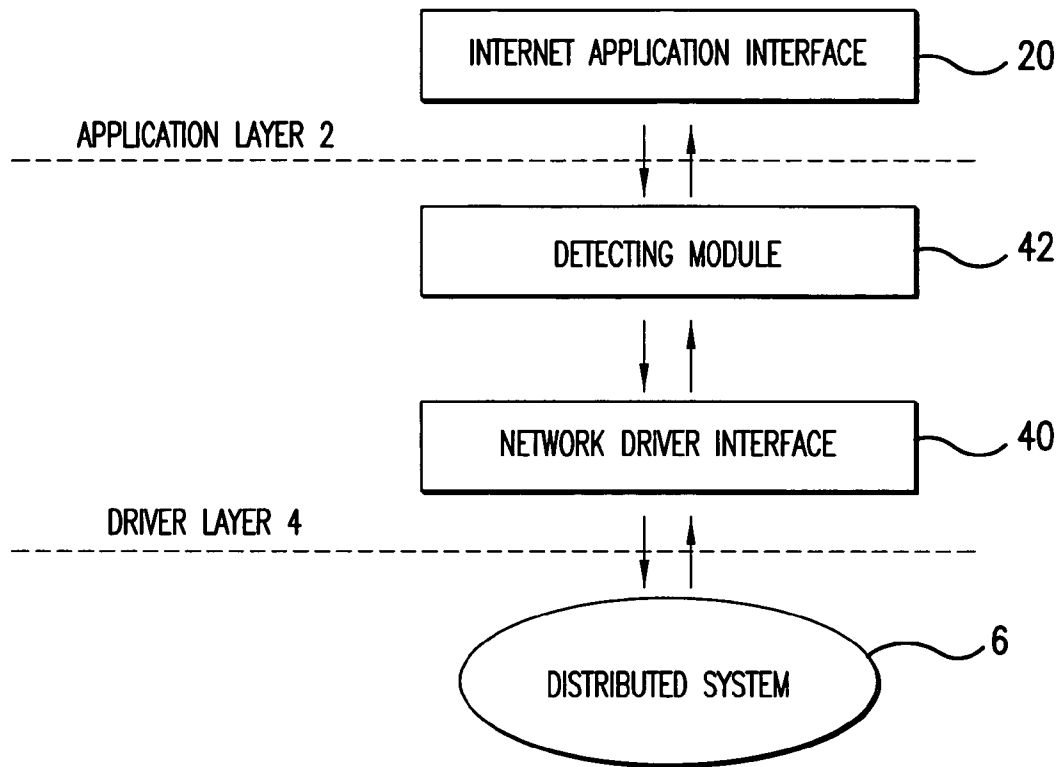 INTERNET APPLICATION INTERFACE
20
APPLICATION LAYER 2
DETECTING MODULE
42
NETWORK DRIVER INTERFACE
40
DRIVER LAYER 4
DISTRIBUTED SYSTEM
6